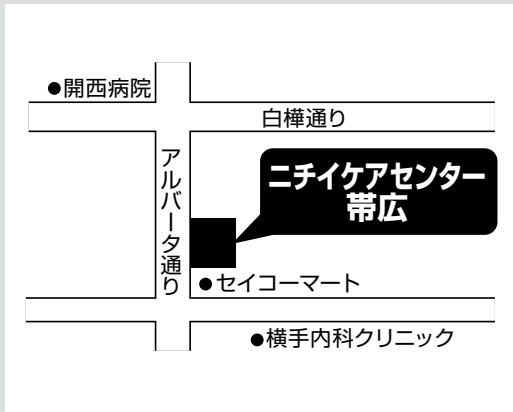 ●開西病院
白樺通り
アルバータ通り
ニチイケアセンター
帯広
●セイコーマート
●横手内科クリニック